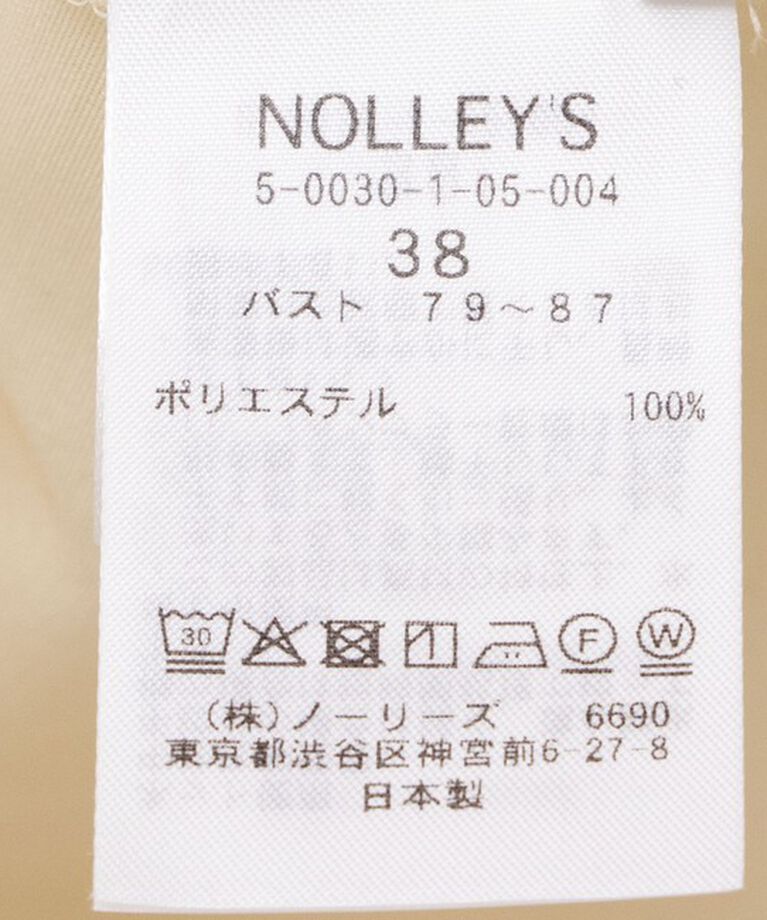 NOLLEY'S
5-0030-1-05-004
38
バスト 79～87
ポリエステル 100%
30 F W
(株)ノーリーズ 6690
東京都渋谷区神宮前6-27-8
日本製